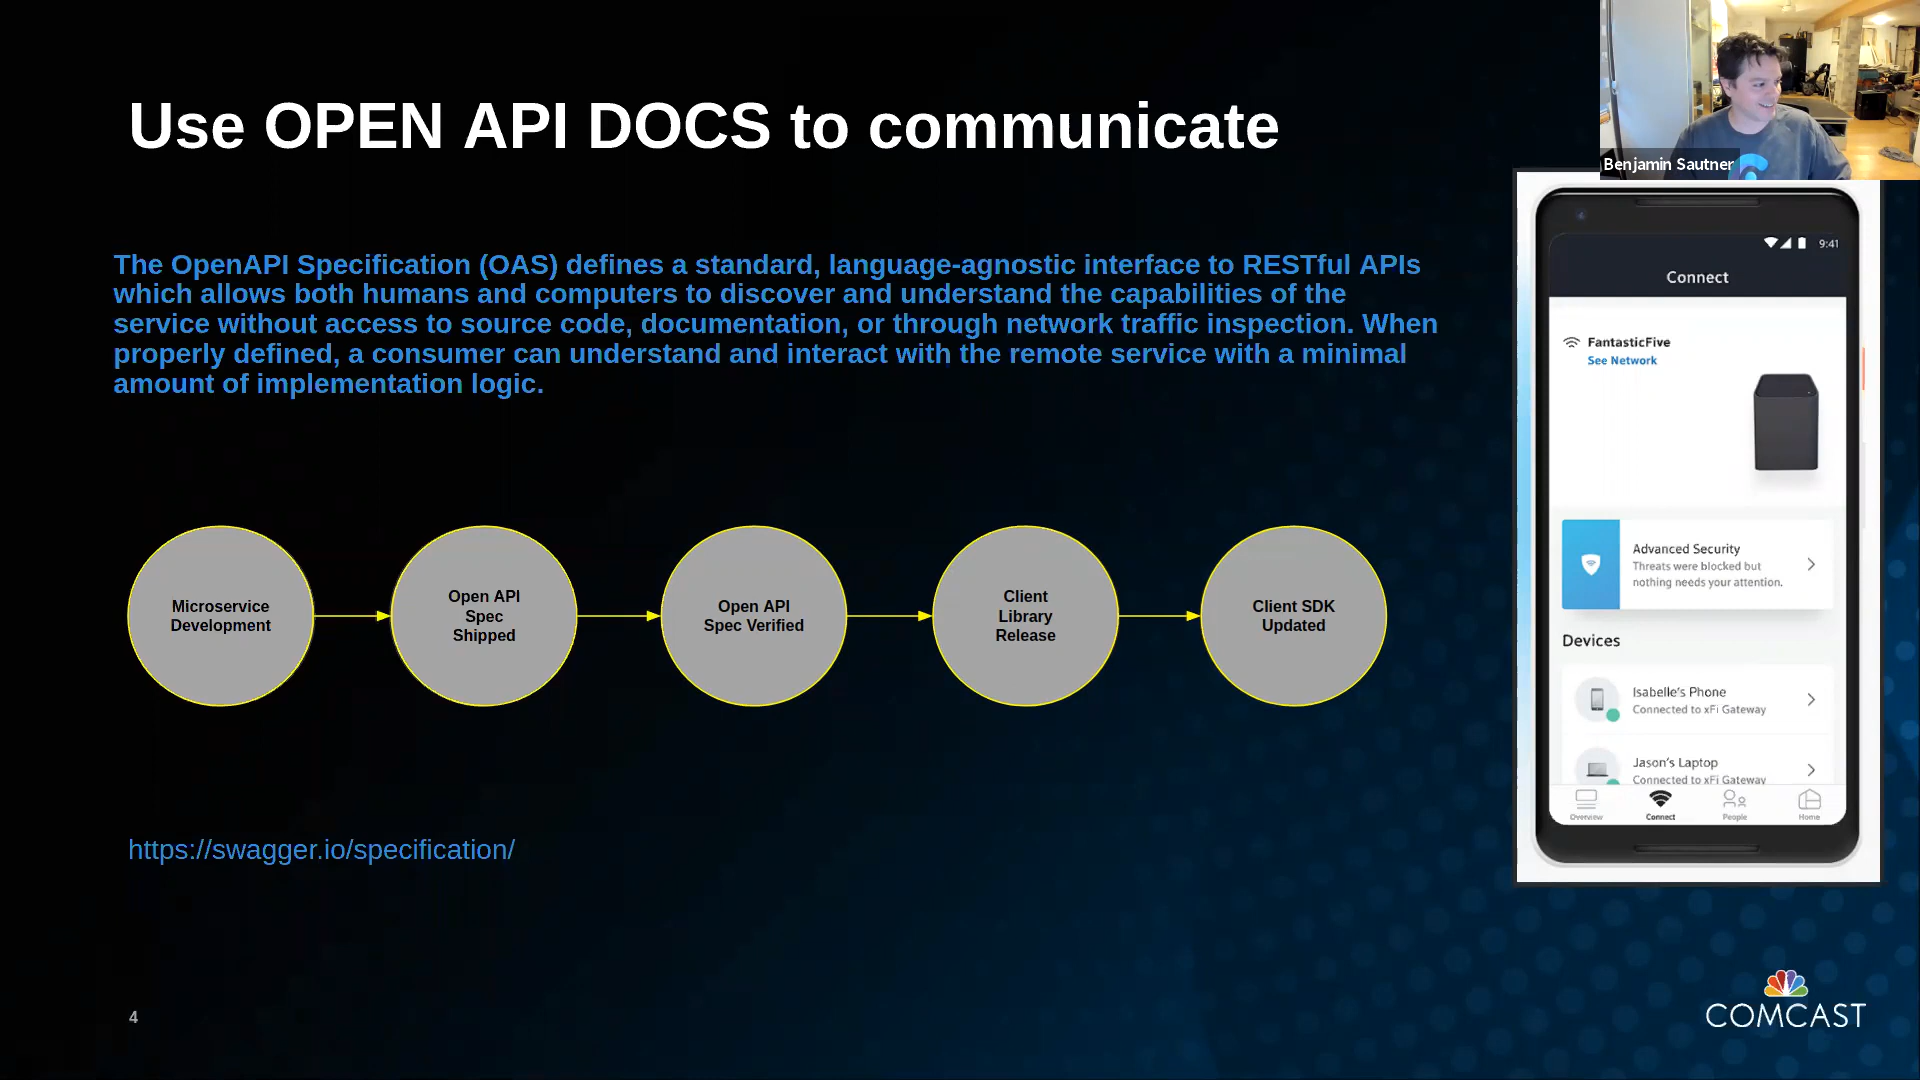 Use OPEN API DOCS to communicate
Benjamin Sautner
The OpenAPI Specification (OAS) defines a standard, language-agnostic interface to RESTful APIs
which allows both humans and computers to discover and understand the capabilities of the
service without access to source code, documentation, or through network traffic inspection. When
properly defined, a consumer can understand and interact with the remote service with a minimal
amount of implementation logic.
Microservice
Development
Open API
Spec
Shipped
Open API
Spec Verified
Client
Library
Release
Client SDK
Updated
https://swagger.io/specification/
4
9:41
Connect
FantasticFive
See Network
Advanced Security
Threats were blocked but
nothing needs your attention.
Devices
Isabelle's Phone
Connected to xFi Gateway
Jason's Laptop
Connected to xFi Gateway
Overview
Connect
People
Home
COMCAST